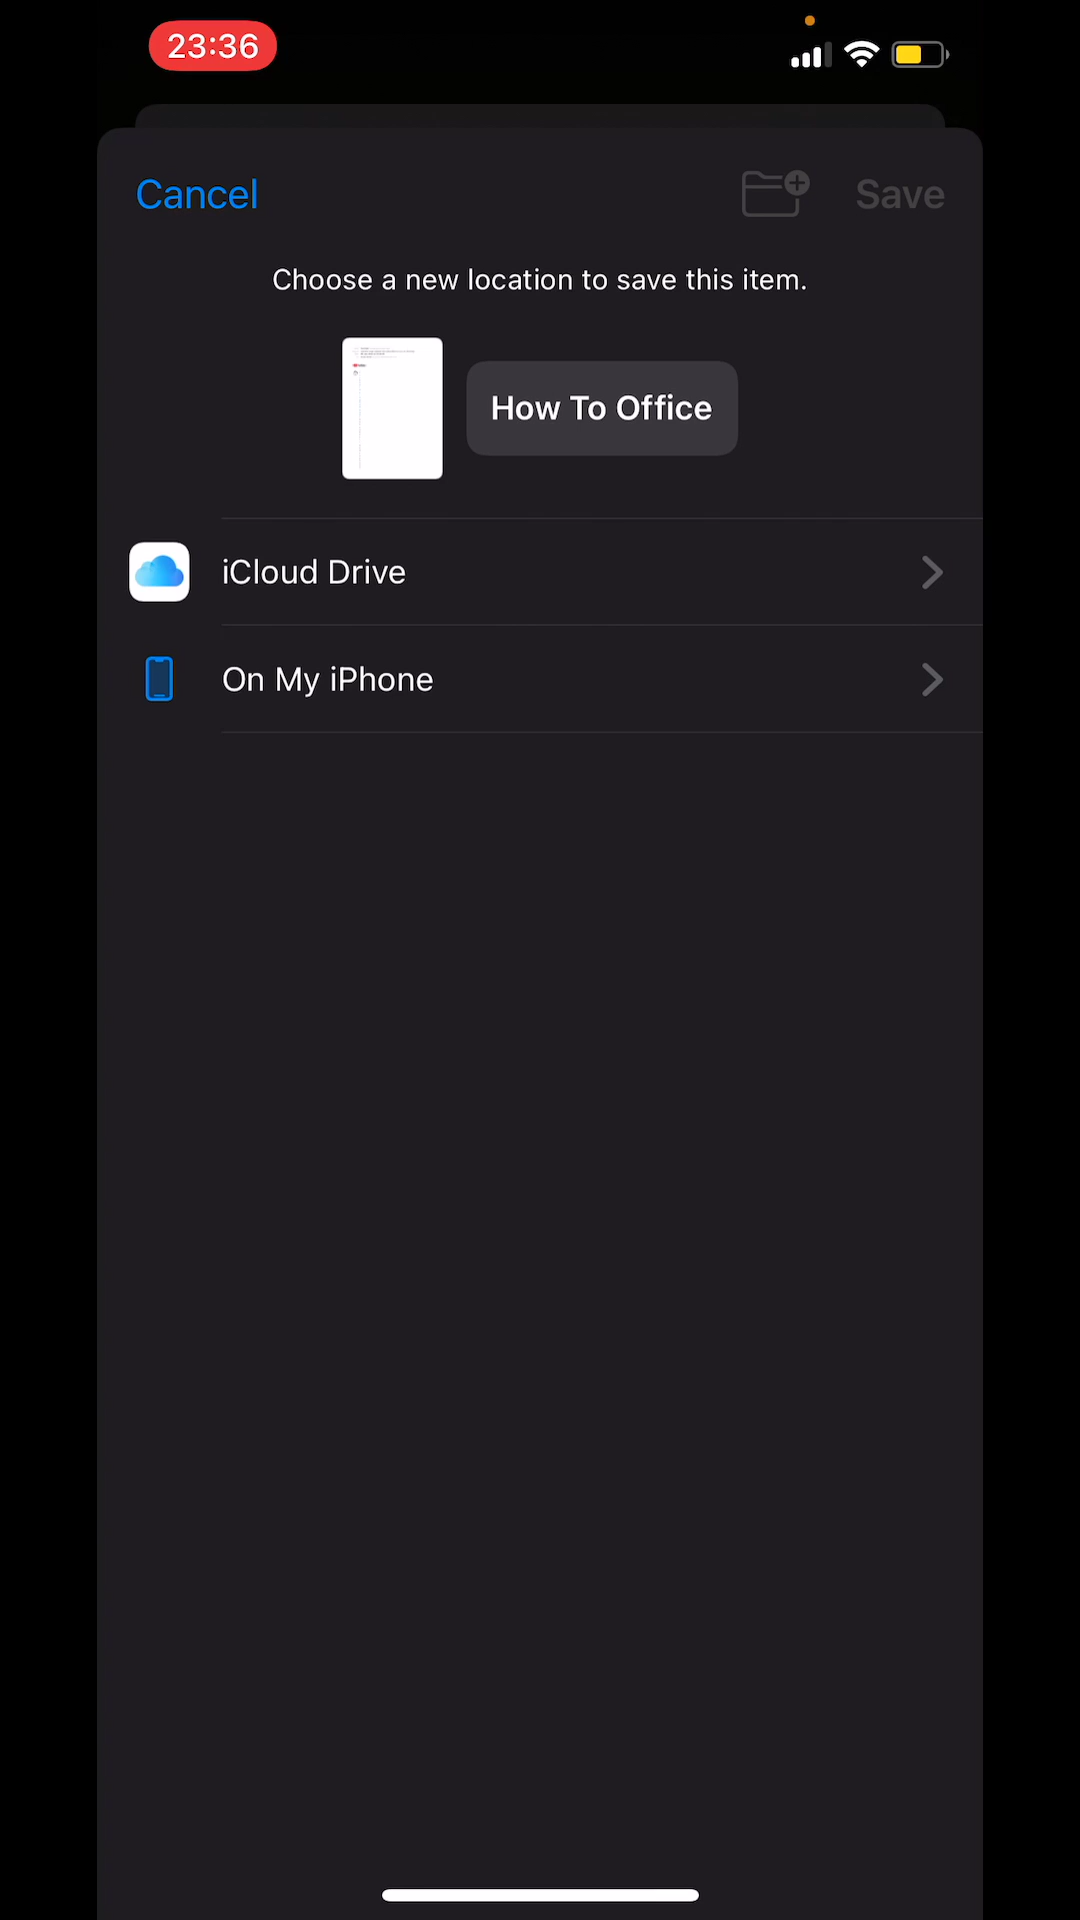 23:36
Cancel
Save
Choose a new location to save this item.
How To Office
iCloud Drive
On My iPhone